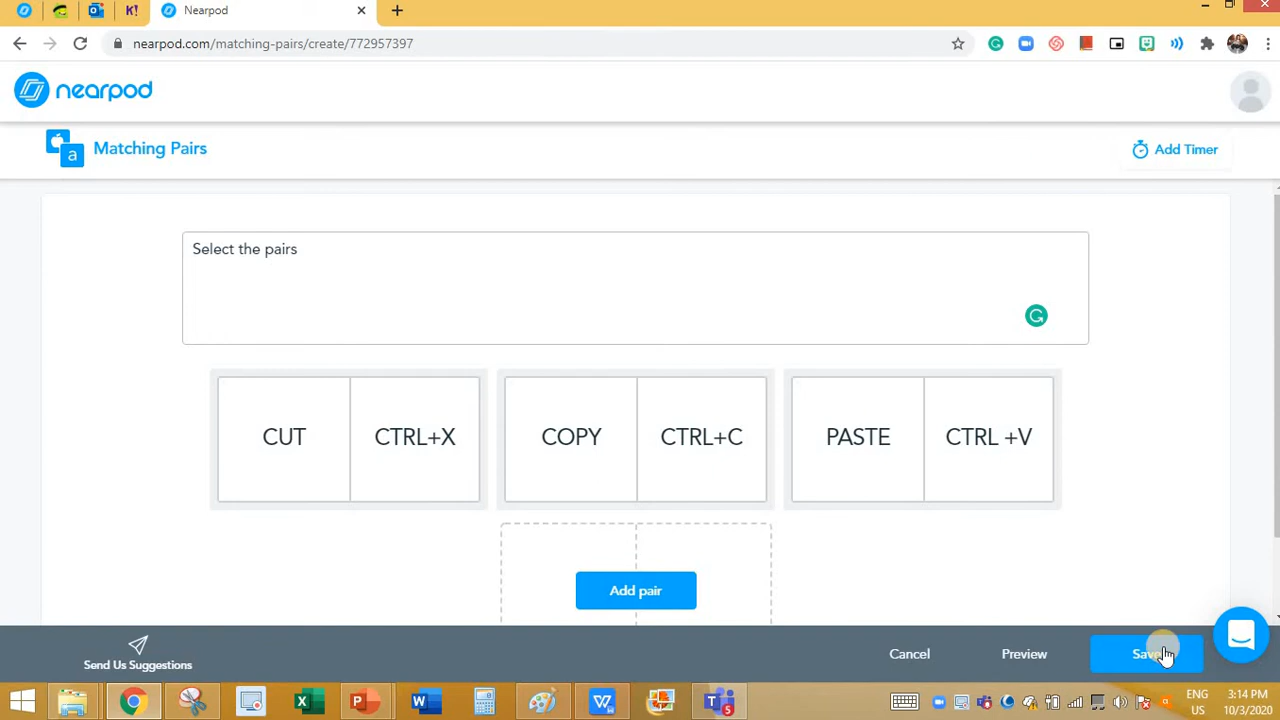 K!
Nearpod
nearpod.com/matching-pairs/create/772957397
nearpod
a
Matching Pairs
Add Timer
Select the pairs
CUT
CTRL+X
COPY
CTRL+C
PASTE
CTRL +V
Add pair
Send Us Suggestions
Cancel
Preview
Save
ENG
US
3:14 PM
10/3/2020